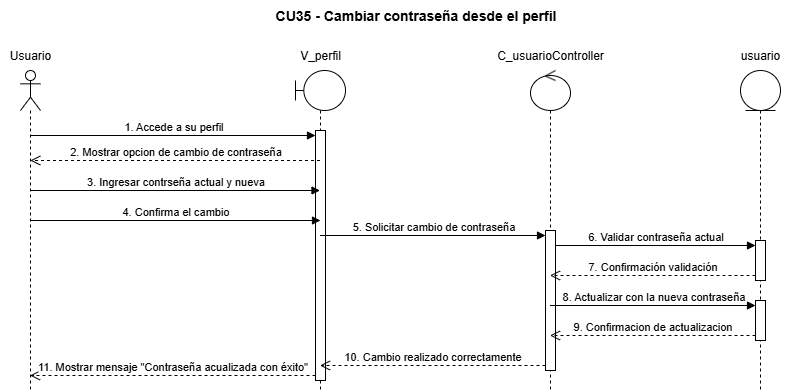 CU35 - Cambiar contraseña desde el perfil
Usuario
V_perfil
C_usuarioController
usuario
1. Accede a su perfil
2. Mostrar opcion de cambio de contraseña
3. Ingresar contrseña actual y nueva
4. Confirma el cambio
5. Solicitar cambio de contraseña
6. Validar contraseña actual
7. Confirmación validación
8. Actualizar con la nueva contraseña
9. Confirmacion de actualizacion
10. Cambio realizado correctamente
11. Mostrar mensaje "Contraseña acualizada con éxito"